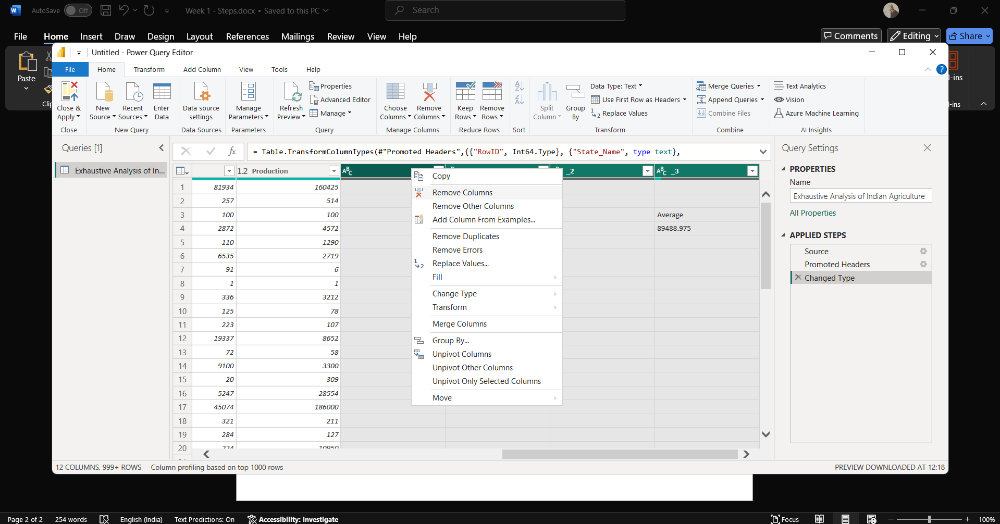 AutoSave Off Week 1 - Steps.docx • Saved to this PC Search
File Home Insert Draw Design Layout References Mailings Review View Help Comments Editing Share
Paste
Untitled - Power Query Editor
File Home Transform Add Column View Tools Help
Close & Apply
Close
New Source
Recent Sources
Enter Data
New Query
Data source settings
Data Sources
Manage Parameters
Parameters
Refresh Preview
Properties
Advanced Editor
Manage
Query
Choose Columns
Remove Columns
Manage Columns
Keep Rows
Remove Rows
Reduce Rows
Sort
Split Column
Group By
Data Type: Text
Use First Row as Headers
1 2 Replace Values
Transform
Merge Queries
Append Queries
Combine Files
Combine
Text Analytics
Vision
Azure Machine Learning
AI Insights
Queries [1]
Exhaustive Analysis of In...
fx = Table.TransformColumnTypes(#"Promoted Headers",{{"RowID", Int64.Type}, {"State_Name", type text},
1.2 Production ABC _2 ABC _3
1 81934 160425
2 257 514
3 100 100 Average
4 2872 4572 89488.975
5 110 1290
6 6535 2719
7 91 6
8 1 1
9 336 3212
10 125 78
11 223 107
12 19337 8652
13 72 58
14 9100 3300
15 20 309
16 5247 28554
17 45074 186000
18 321 211
19 284 127
20 224 10950
Copy
Remove Columns
Remove Other Columns
Add Column From Examples...
Remove Duplicates
Remove Errors
1 2 Replace Values...
Fill
Change Type
Transform
Merge Columns
Group By...
Unpivot Columns
Unpivot Other Columns
Unpivot Only Selected Columns
Move
Query Settings
PROPERTIES
Name
Exhaustive Analysis of Indian Agriculture
All Properties
APPLIED STEPS
Source
Promoted Headers
Changed Type
12 COLUMNS, 999+ ROWS Column profiling based on top 1000 rows PREVIEW DOWNLOADED AT 12:18
Page 2 of 2 254 words English (India) Text Predictions: On Accessibility: Investigate Focus 100%